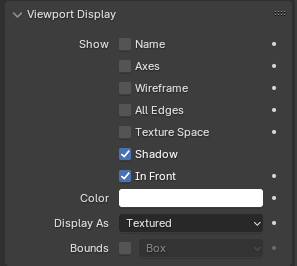 Viewport Display
Show Name
Axes
Wireframe
All Edges
Texture Space
Shadow
In Front
Color
Display As Textured
Bounds Box